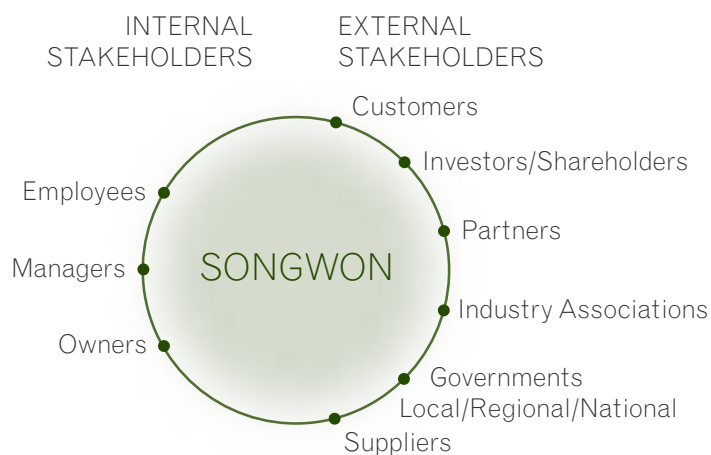 INTERNAL
STAKEHOLDERS
EXTERNAL
STAKEHOLDERS
Customers
Investors/Shareholders
Employees
Partners
Managers
SONGWON
Industry Associations
Owners
Governments
Local/Regional/National
Suppliers